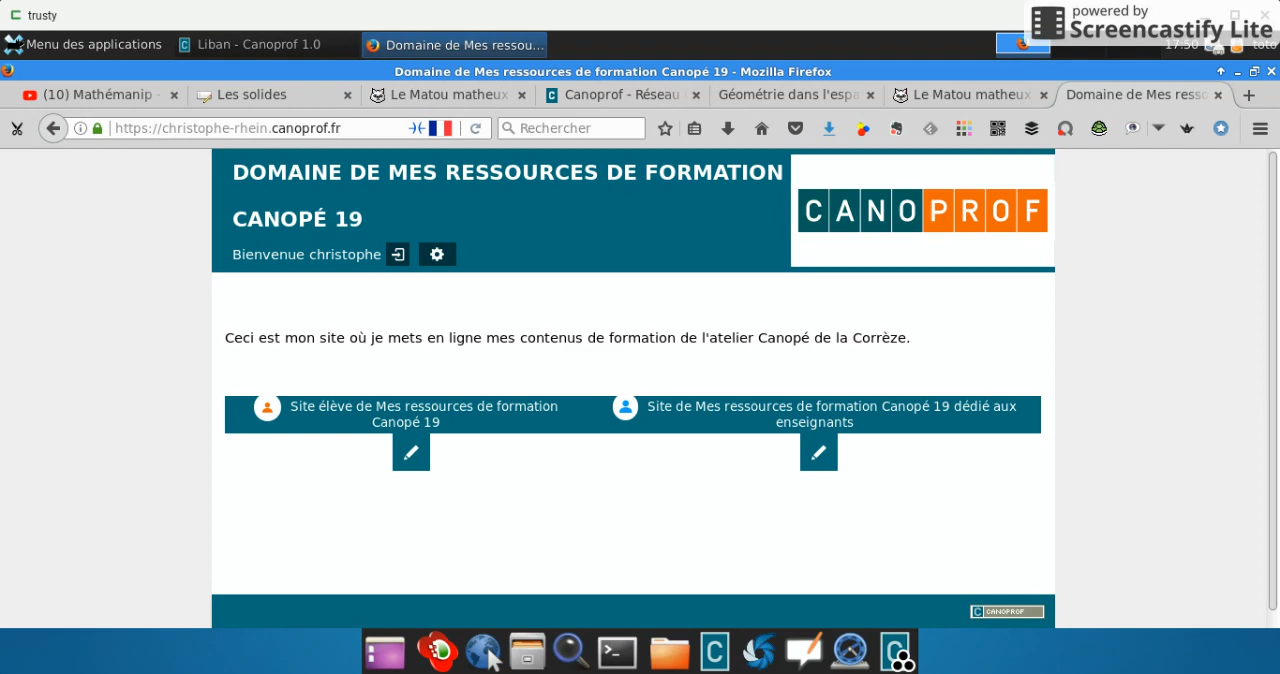 trusty
powered by
Screencastify Lite
Menu des applications
Liban - Canoprof 1.0
Domaine de Mes ressou...
17:50
toto
Domaine de Mes ressources de formation Canopé 19 - Mozilla Firefox
(10) Mathémanip -
Les solides
Le Matou matheux
Canoprof - Réseau
Géométrie dans l'espa
Le Matou matheux
Domaine de Mes resso
https://christophe-rhein.canoprof.fr
Rechercher
DOMAINE DE MES RESSOURCES DE FORMATION
CANOPÉ 19
CANOPROF
Bienvenue christophe
Ceci est mon site où je mets en ligne mes contenus de formation de l'atelier Canopé de la Corrèze.
Site élève de Mes ressources de formation
Canopé 19
Site de Mes ressources de formation Canopé 19 dédié aux
enseignants
C CANOPROF